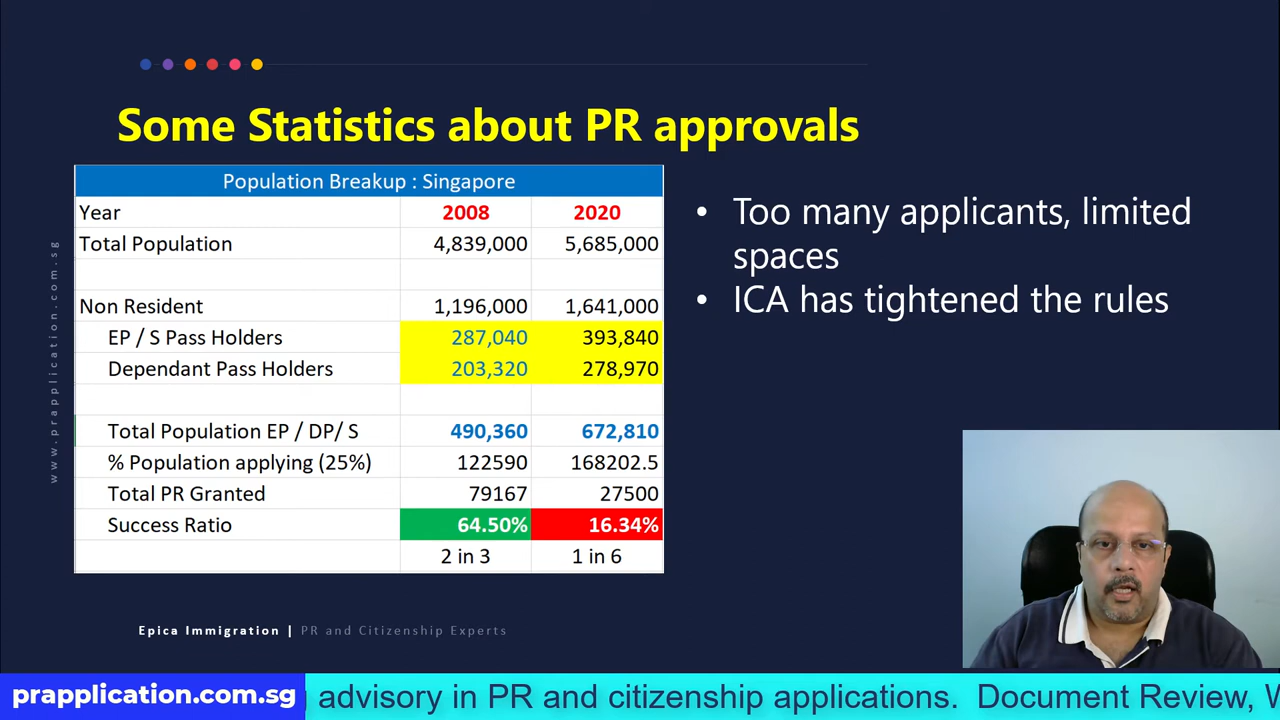 Some Statistics about PR approvals
Population Breakup : Singapore
Year 2008 2020
Total Population 4,839,000 5,685,000
Non Resident 1,196,000 1,641,000
EP / S Pass Holders 287,040 393,840
Dependant Pass Holders 203,320 278,970
Total Population EP / DP/ S 490,360 672,810
% Population applying (25%) 122590 168202.5
Total PR Granted 79167 27500
Success Ratio 64.50% 16.34%
2 in 3 1 in 6
• Too many applicants, limited
spaces
• ICA has tightened the rules
www.prapplication.com.sg
Epica Immigration | PR and Citizenship Experts
prapplication.com.sg advisory in PR and citizenship applications. Document Review, W